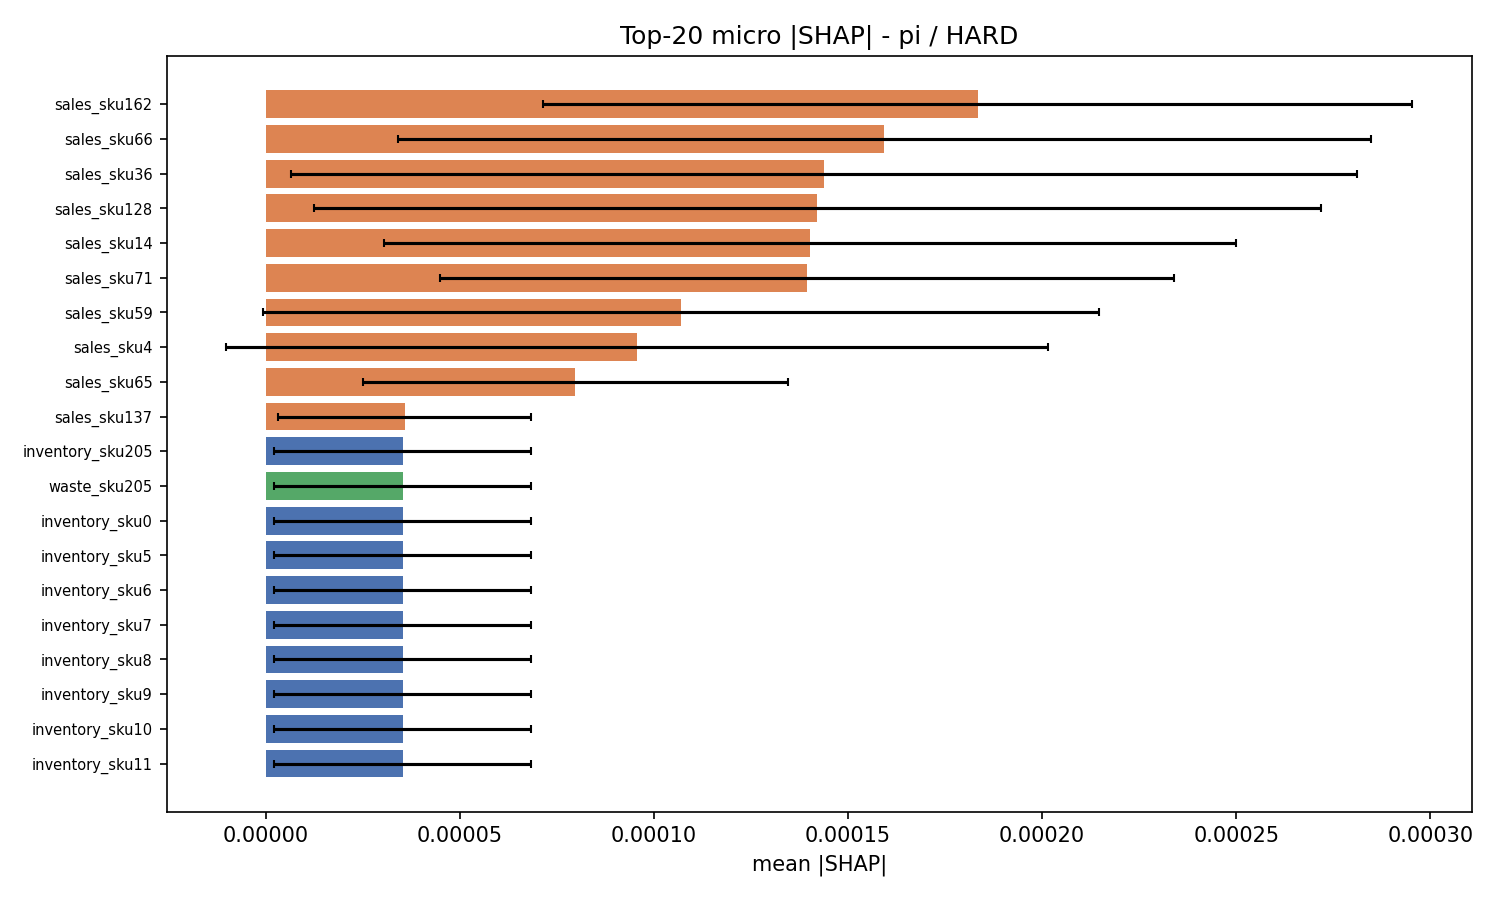 Top-20 micro |SHAP| - pi / HARD
sales_sku162
sales_sku66
sales_sku36
sales_sku128
sales_sku14
sales_sku71
sales_sku59
sales_sku4
sales_sku65
sales_sku137
inventory_sku205
waste_sku205
inventory_sku0
inventory_sku5
inventory_sku6
inventory_sku7
inventory_sku8
inventory_sku9
inventory_sku10
inventory_sku11
0.00000 0.00005 0.00010 0.00015 0.00020 0.00025 0.00030
mean |SHAP|